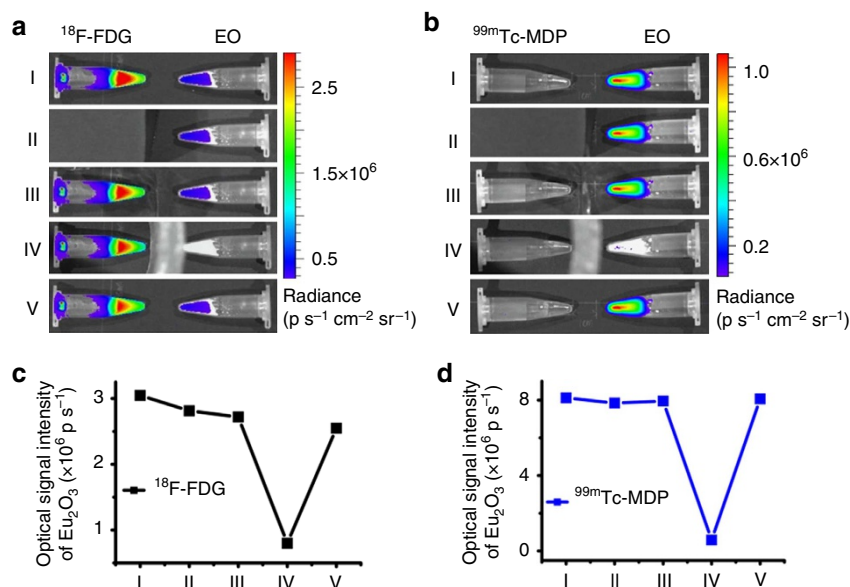 a
¹⁸F-FDG EO
I
II
III
IV
V
2.5
1.5×10⁶
0.5
Radiance
(p s⁻¹ cm⁻² sr⁻¹)
b
⁹⁹ᵐTc-MDP EO
I
II
III
IV
V
1.0
0.6×10⁶
0.2
Radiance
(p s⁻¹ cm⁻² sr⁻¹)
c
Optical signal intensity
of Eu₂O₃ (×10⁶ p s⁻¹)
3
2
1
¹⁸F-FDG
I II III IV V
d
Optical signal intensity
of Eu₂O₃ (×10⁶ p s⁻¹)
8
4
0
⁹⁹ᵐTc-MDP
I II III IV V